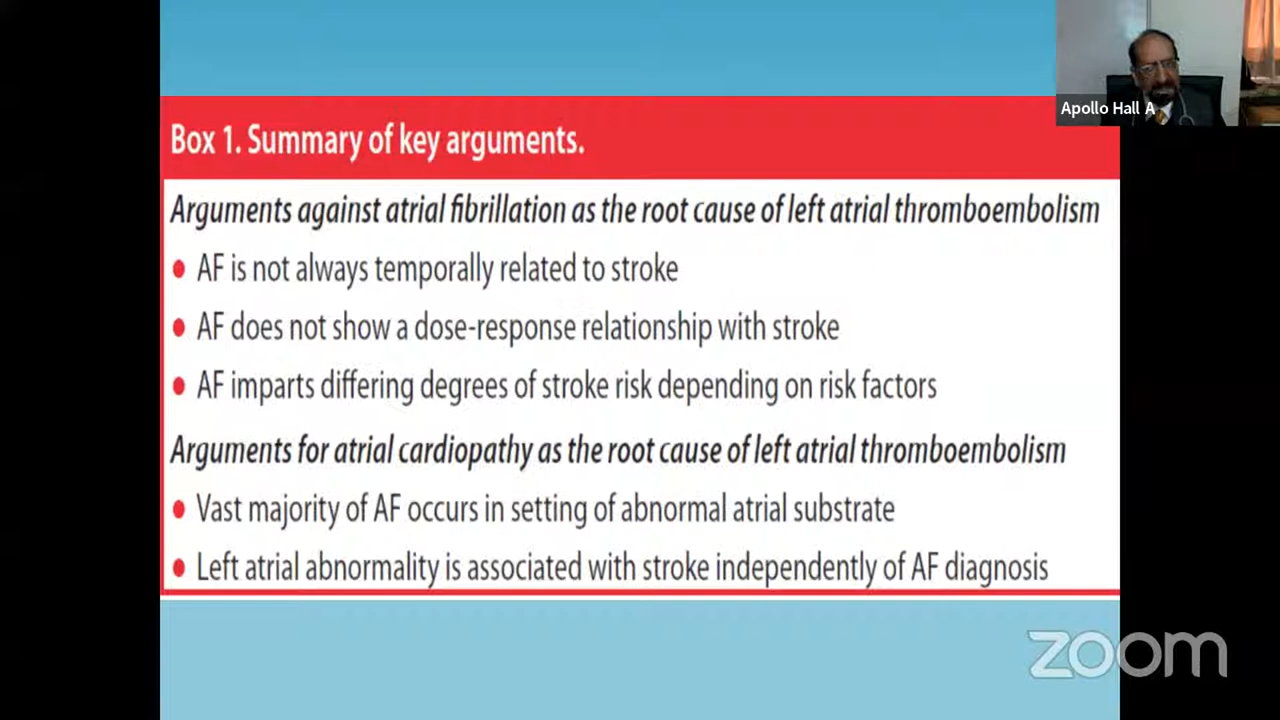 Apollo Hall A
Box 1. Summary of key arguments.
Arguments against atrial fibrillation as the root cause of left atrial thromboembolism
● AF is not always temporally related to stroke
● AF does not show a dose-response relationship with stroke
● AF imparts differing degrees of stroke risk depending on risk factors
Arguments for atrial cardiopathy as the root cause of left atrial thromboembolism
● Vast majority of AF occurs in setting of abnormal atrial substrate
● Left atrial abnormality is associated with stroke independently of AF diagnosis
zoom